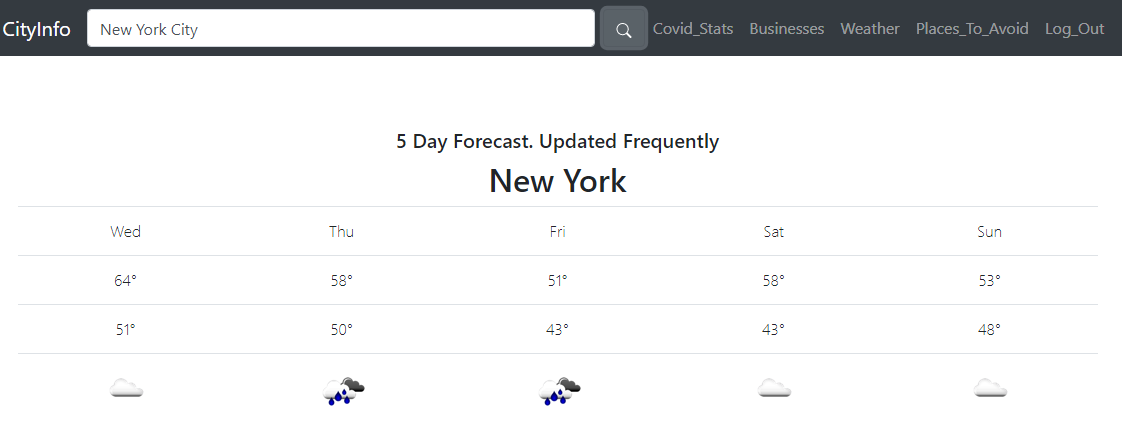 CityInfo New York City Covid_Stats Businesses Weather Places_To_Avoid Log_Out
5 Day Forecast. Updated Frequently
New York
Wed Thu Fri Sat Sun
64° 58° 51° 58° 53°
51° 50° 43° 43° 48°